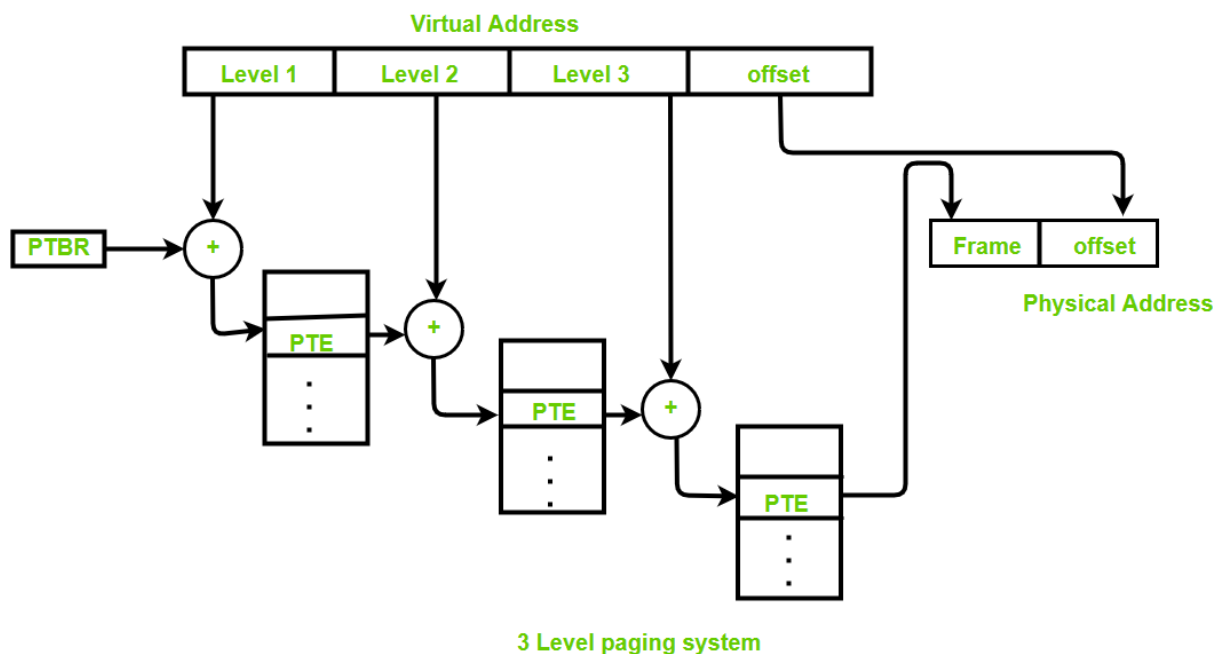 Virtual Address
Level 1 Level 2 Level 3 offset
PTBR + Frame offset
Physical Address
PTE +
PTE +
PTE
3 Level paging system